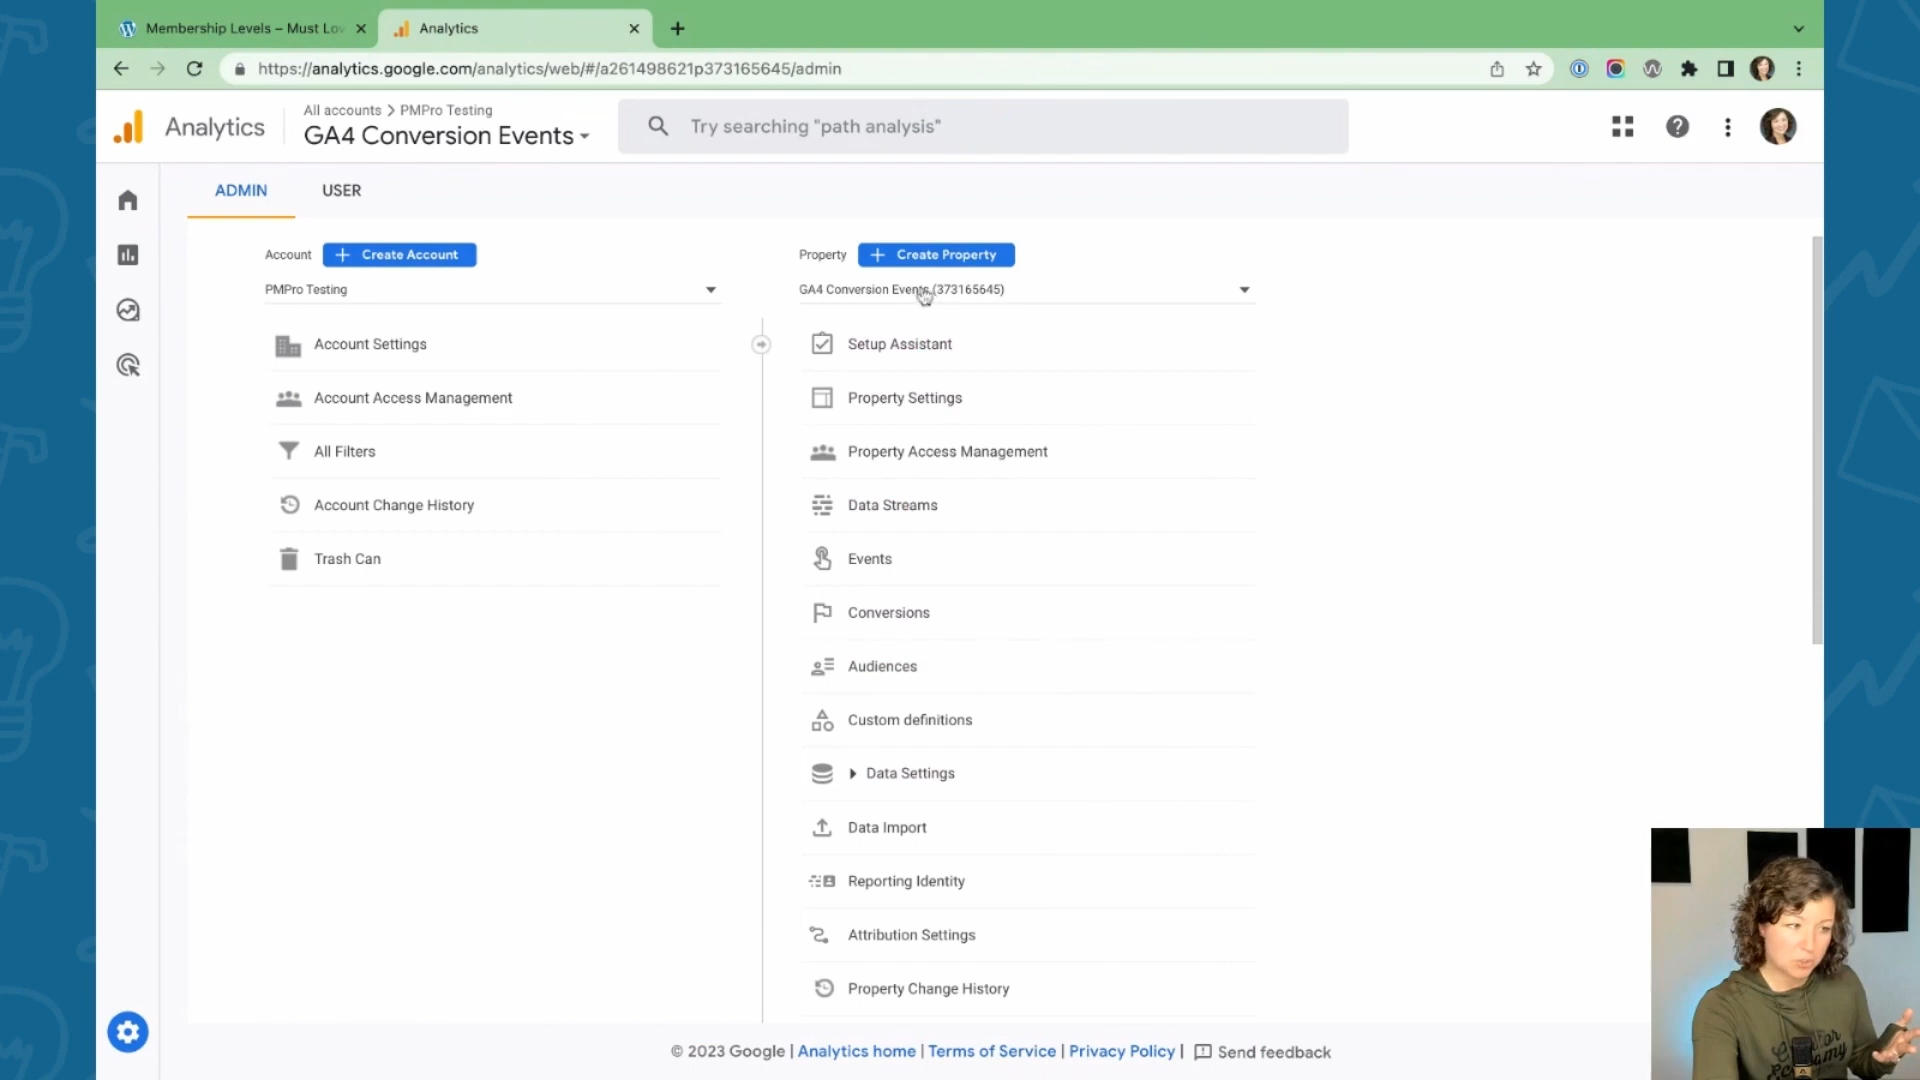 Membership Levels – Must Lov
Analytics
https://analytics.google.com/analytics/web/#/a261498621p373165645/admin
Analytics
All accounts > PMPro Testing
GA4 Conversion Events
Try searching "path analysis"
ADMIN
USER
Account
+ Create Account
PMPro Testing
Account Settings
Account Access Management
All Filters
Account Change History
Trash Can
Property
+ Create Property
GA4 Conversion Events (373165645)
Setup Assistant
Property Settings
Property Access Management
Data Streams
Events
Conversions
Audiences
Custom definitions
Data Settings
Data Import
Reporting Identity
Attribution Settings
Property Change History
© 2023 Google | Analytics home | Terms of Service | Privacy Policy | Send feedback